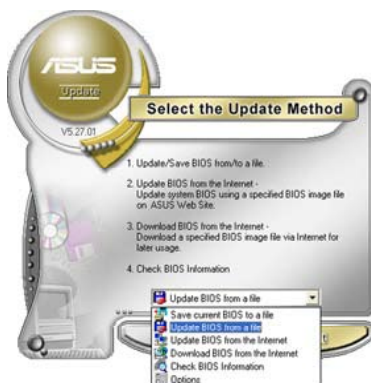 ASUS
Update
V5.27.01
Select the Update Method
1. Update/Save BIOS from/to a file.
2. Update BIOS from the Internet -
Update system BIOS using a specified BIOS image file
on ASUS Web Site.
3. Download BIOS from the Internet -
Download a specified BIOS image file via Internet for
later usage.
4. Check BIOS Information
Update BIOS from a file
Save current BIOS to a file
Update BIOS from a file
Update BIOS from the Internet
Download BIOS from the Internet
Check BIOS Information
Options